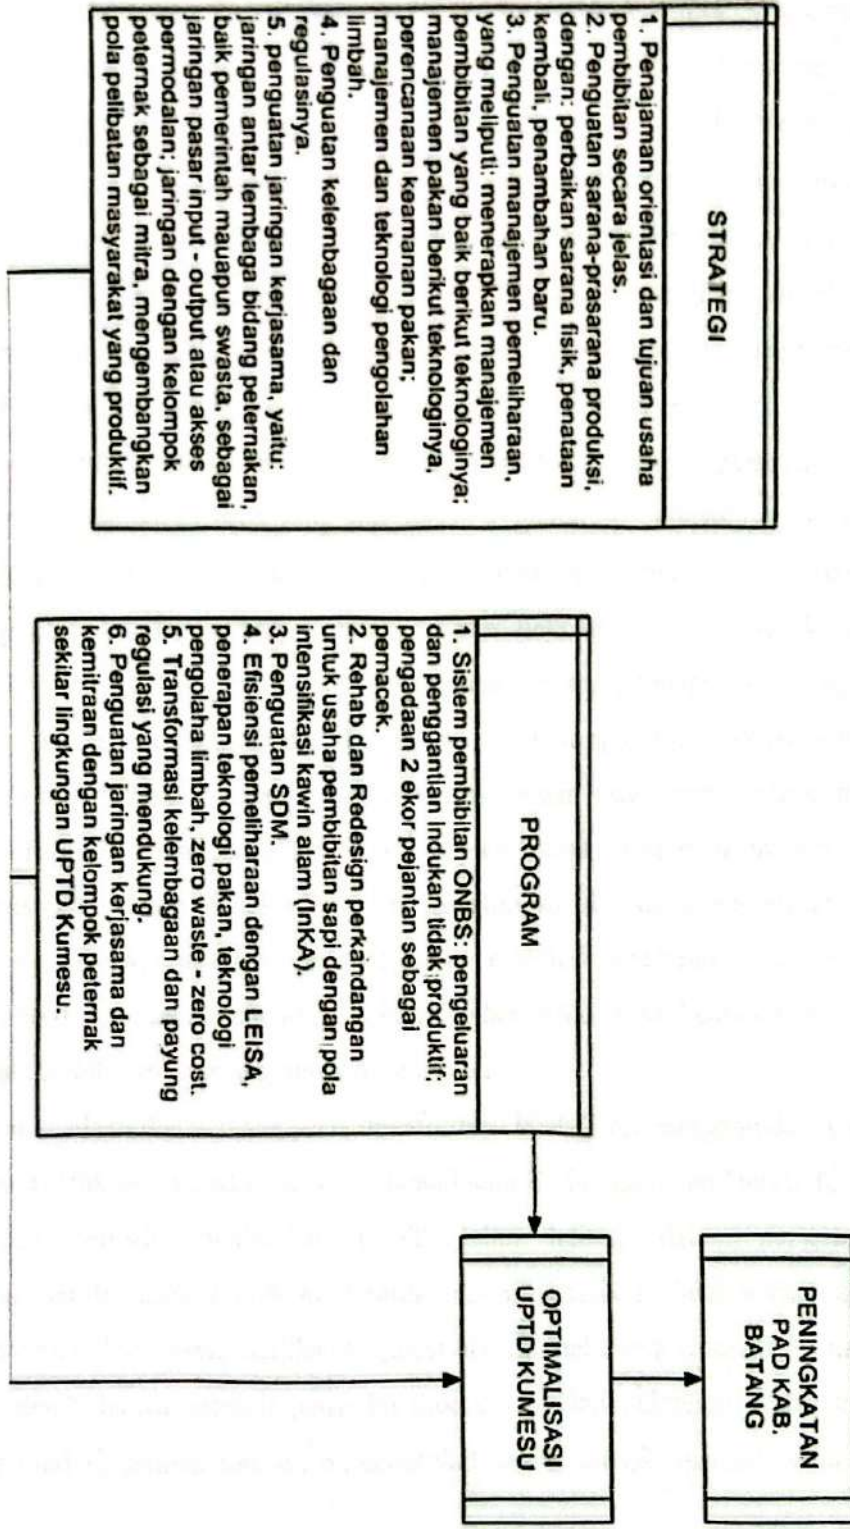 STRATEGI
1. Penajaman orientasi dan tujuan usaha
pembibitan secara jelas.
2 Penguatan sarana-prasarana produksi,
dengan: perbaikan sarana fisik, penataan
kembali, penambahan baru.
3. Penguatan manajemen pemeliharaan,
yang meliputi: menerapkan manajemen
pembibitan yang baik berikut teknologinya;
manajemen pakan berikut teknologinya,
perencanaan keamanan pakan;
manajemen dan teknologi pengolahan
limbah.
4. Penguatan kelembagaan dan
regulasinya.
5. penguatan jaringan kerjasama, yaitu:
jaringan antar lembaga bidang peternakan,
baik pemerintah mauapun swasta, sebagai
jaringan pasar input - output atau akses
permodalan; jaringan dengan kelompok
peternak sebagai mitra, mengembangkan
pola pelibatan masyarakat yang produktif.
PROGRAM
1. Sistem pembibitan ONBS: pengeluaran
dan penggantian indukan tidak produktif;
pengadaan 2 ekor pejantan sebagai
pemacek.
2. Rehab dan Redesign perkandangan
untuk usaha pembibitan sapi dengan pola
intensifikasi kawin alam (InKA).
3. Penguatan SDM.
4. Efisiensi pemeliharaan dengan LEISA,
penerapan teknologi pakan, teknologi
pengolaha limbah, zero waste - zero cost.
5. Transformasi kelembagaan dan payung
regulasi yang mendukung.
6. Penguatan jaringan kerjasama dan
kemitraan dengan kelompok peternak
sekitar lingkungan UPTD Kumesu.
OPTIMALISASI
UPTD KUMESU
PENINGKATAN
PAD KAB.
BATANG